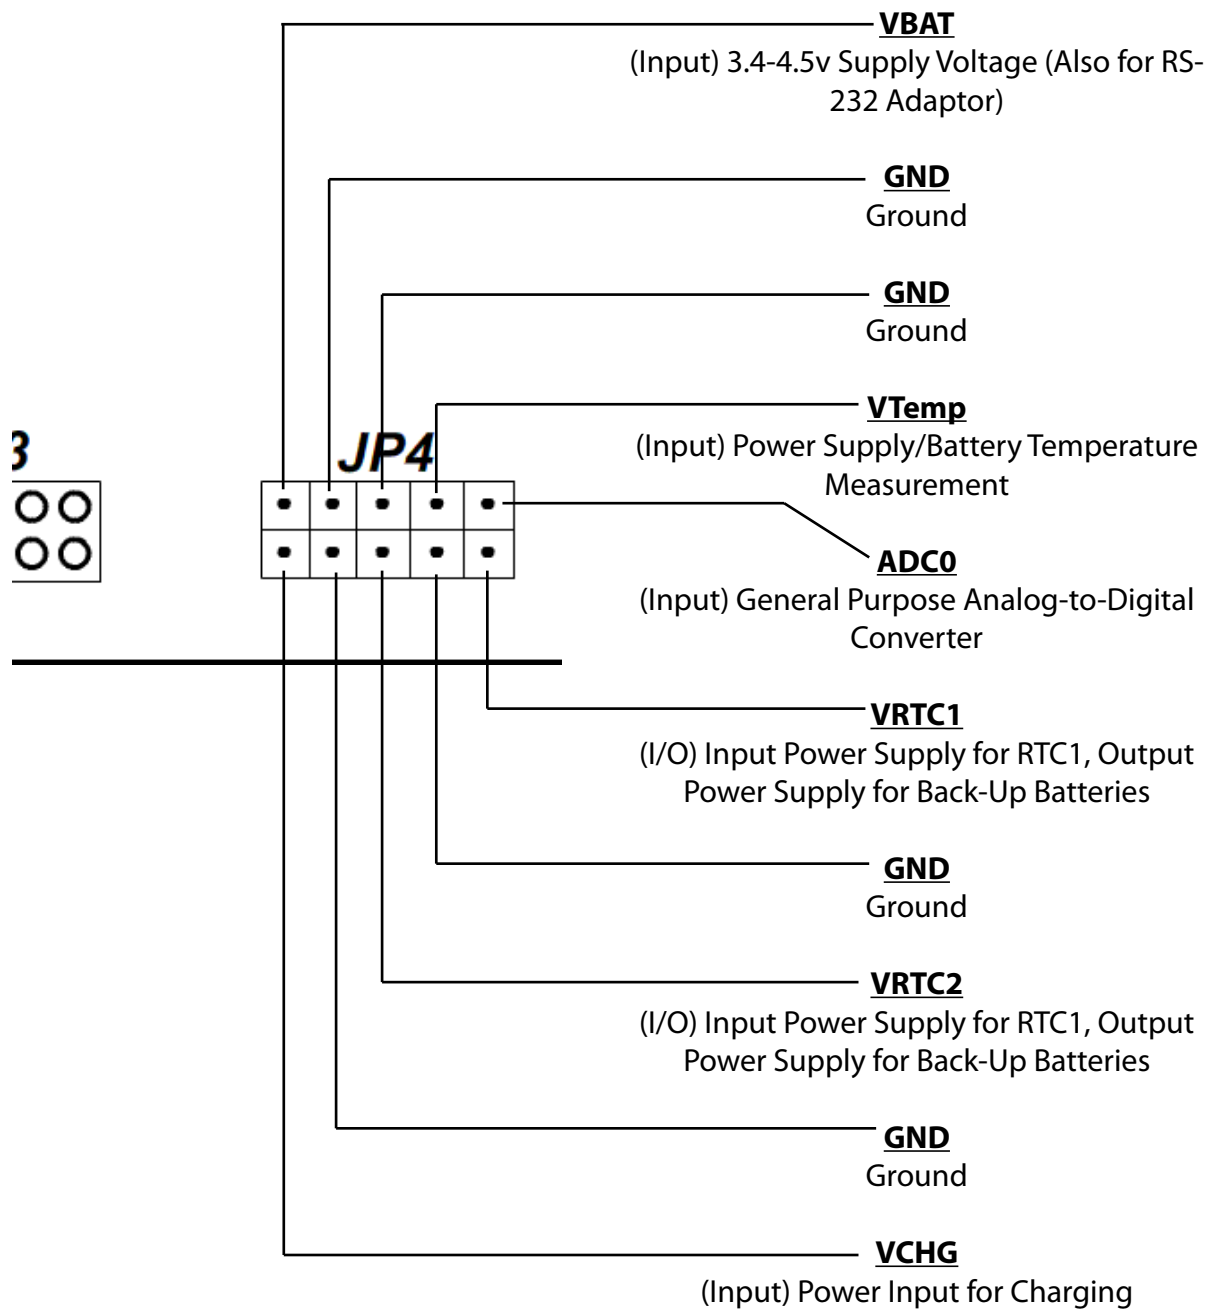 VBAT
(Input) 3.4-4.5v Supply Voltage (Also for RS-
232 Adaptor)
GND
Ground
GND
Ground
VTemp
(Input) Power Supply/Battery Temperature
Measurement
3
JP4
ADC0
(Input) General Purpose Analog-to-Digital
Converter
VRTC1
(I/O) Input Power Supply for RTC1, Output
Power Supply for Back-Up Batteries
GND
Ground
VRTC2
(I/O) Input Power Supply for RTC1, Output
Power Supply for Back-Up Batteries
GND
Ground
VCHG
(Input) Power Input for Charging